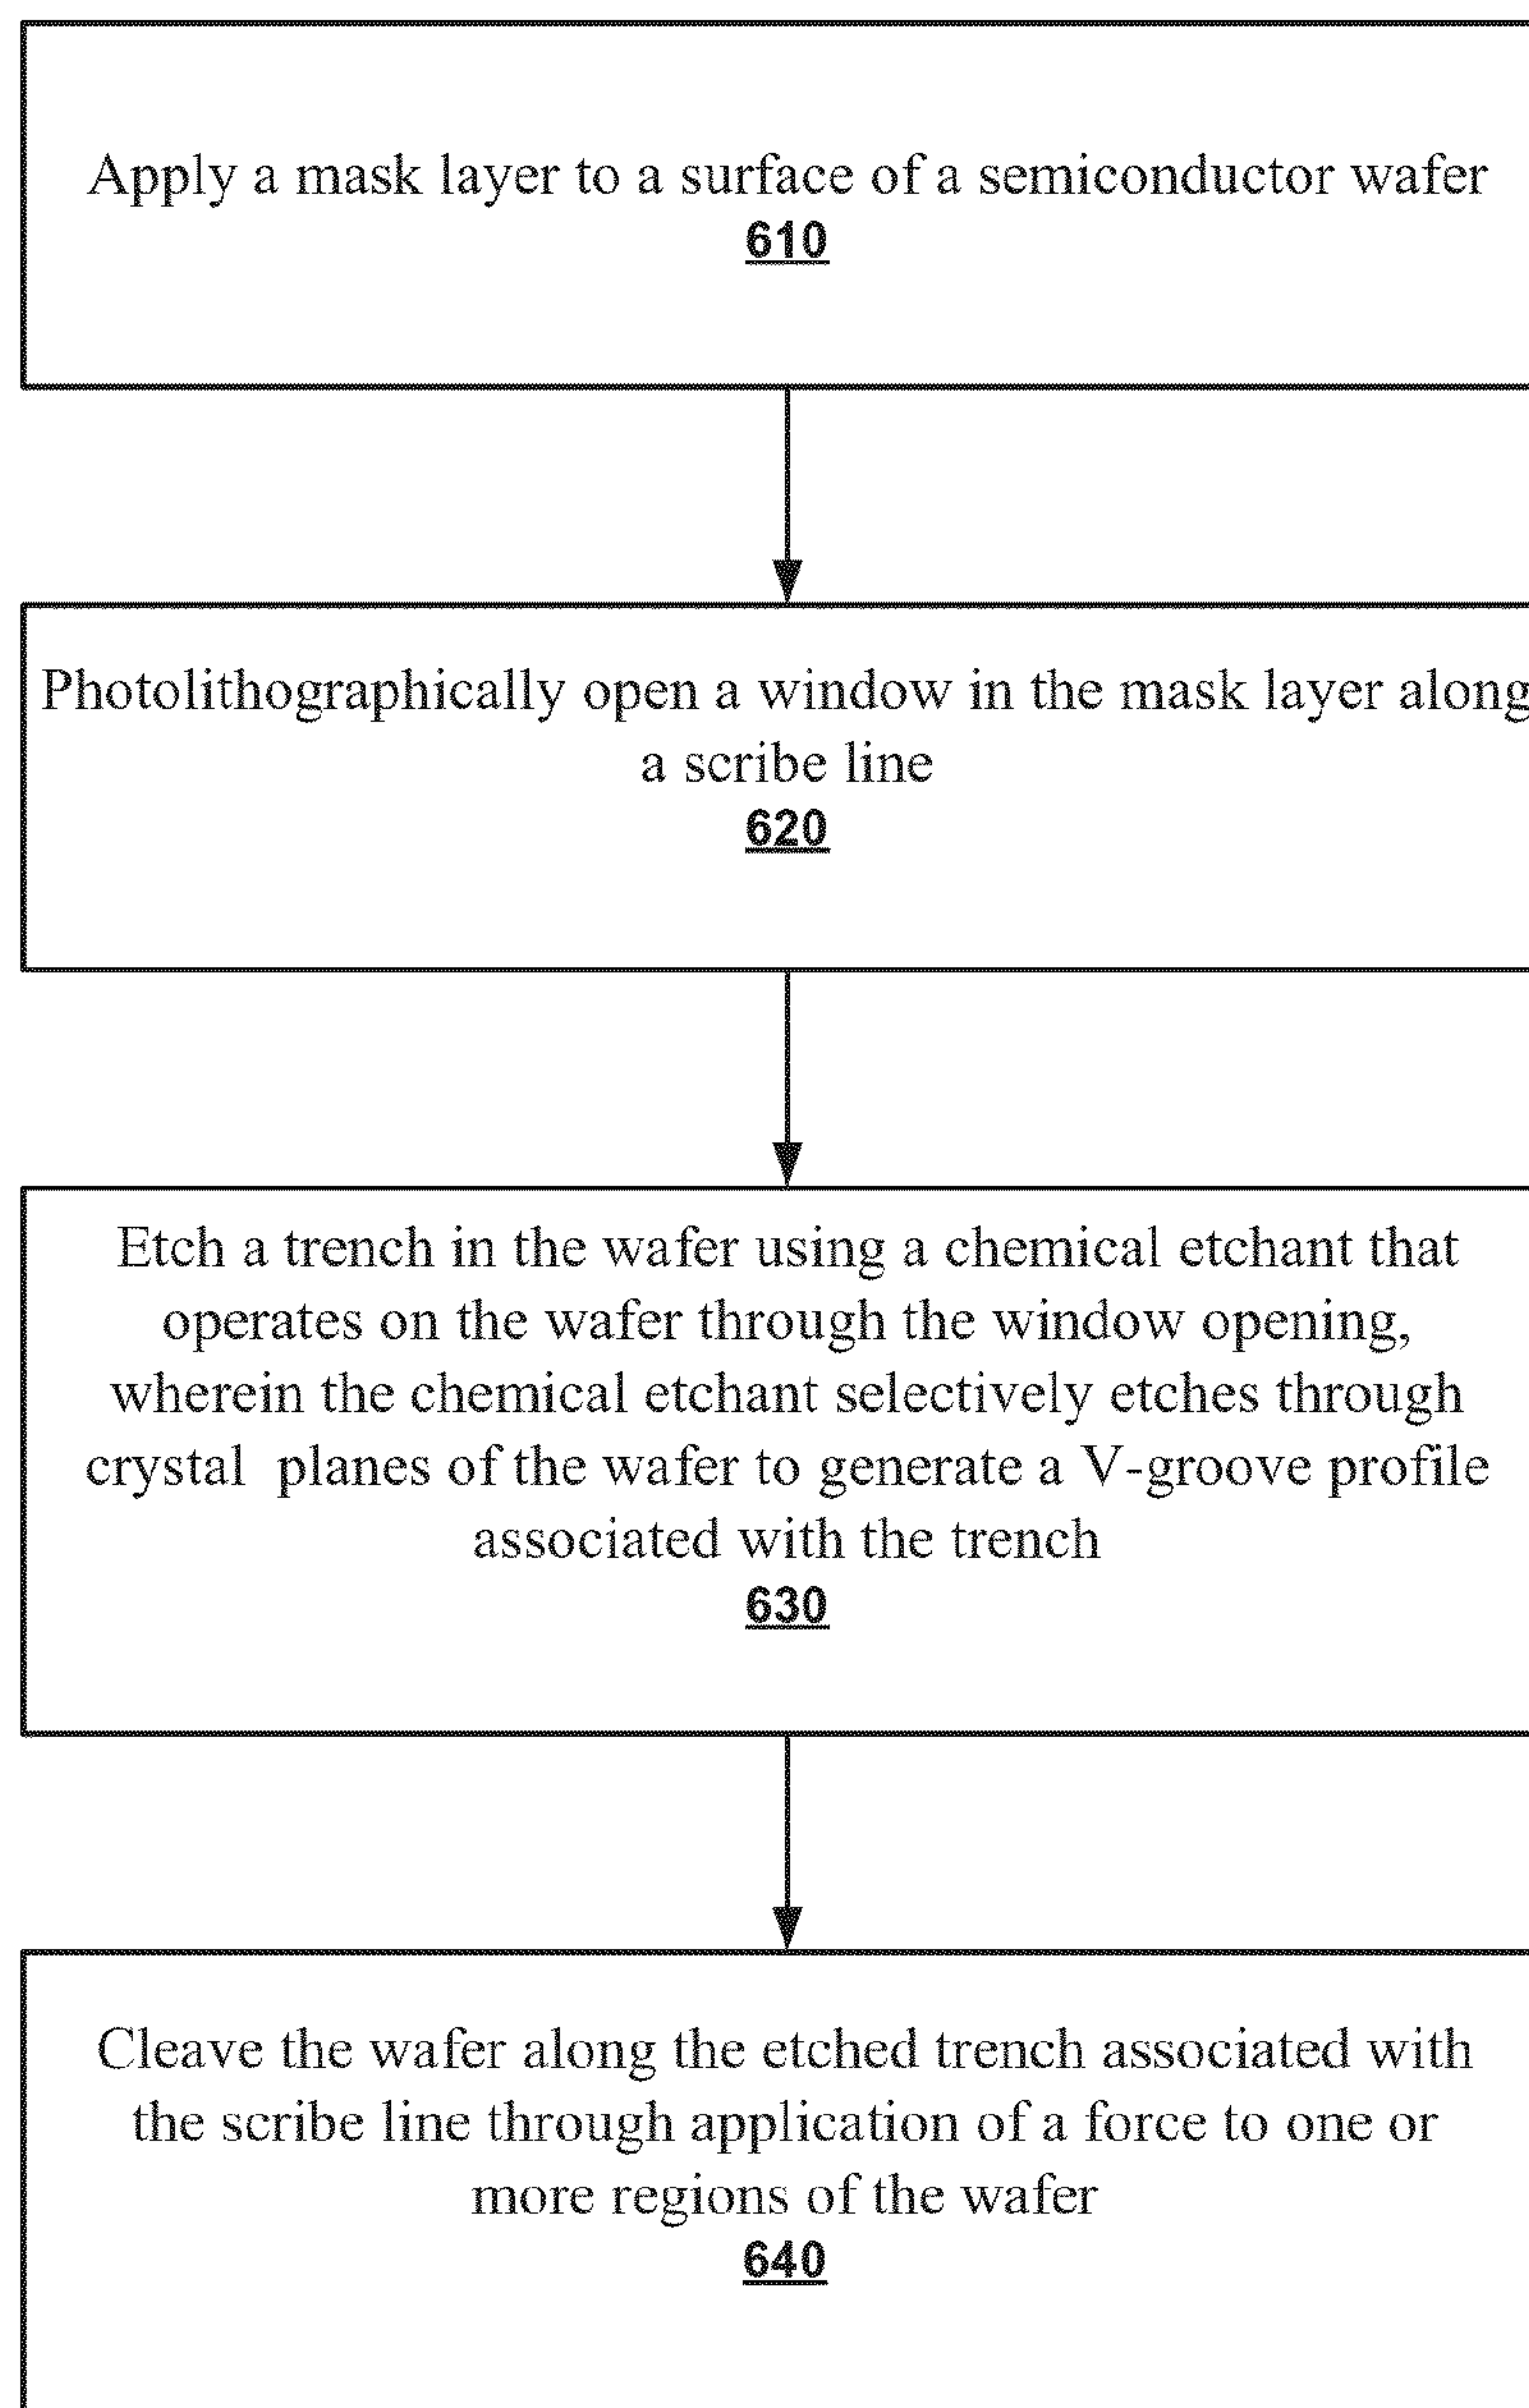 Apply a mask layer to a surface of a semiconductor wafer
610
Photolithographically open a window in the mask layer along
a scribe line
620
Etch a trench in the wafer using a chemical etchant that
operates on the wafer through the window opening,
wherein the chemical etchant selectively etches through
crystal planes of the wafer to generate a V-groove profile
associated with the trench
630
Cleave the wafer along the etched trench associated with
the scribe line through application of a force to one or
more regions of the wafer
640